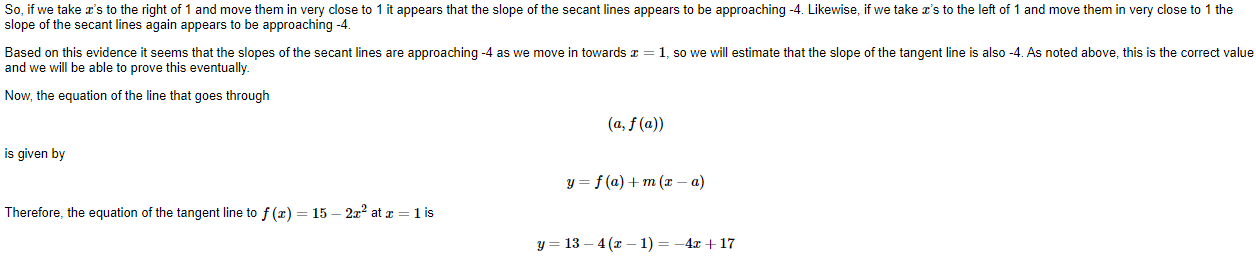 So, if we take x's to the right of 1 and move them in very close to 1 it appears that the slope of the secant lines appears to be approaching -4. Likewise, if we take x's to the left of 1 and move them in very close to 1 the
slope of the secant lines again appears to be approaching -4.
Based on this evidence it seems that the slopes of the secant lines are approaching -4 as we move in towards x = 1, so we will estimate that the slope of the tangent line is also -4. As noted above, this is the correct value
and we will be able to prove this eventually.
Now, the equation of the line that goes through
(a, f (a))
is given by
y = f (a) + m (x − a)
Therefore, the equation of the tangent line to f (x) = 15 − 2x² at x = 1 is
y = 13 − 4 (x − 1) = −4x + 17